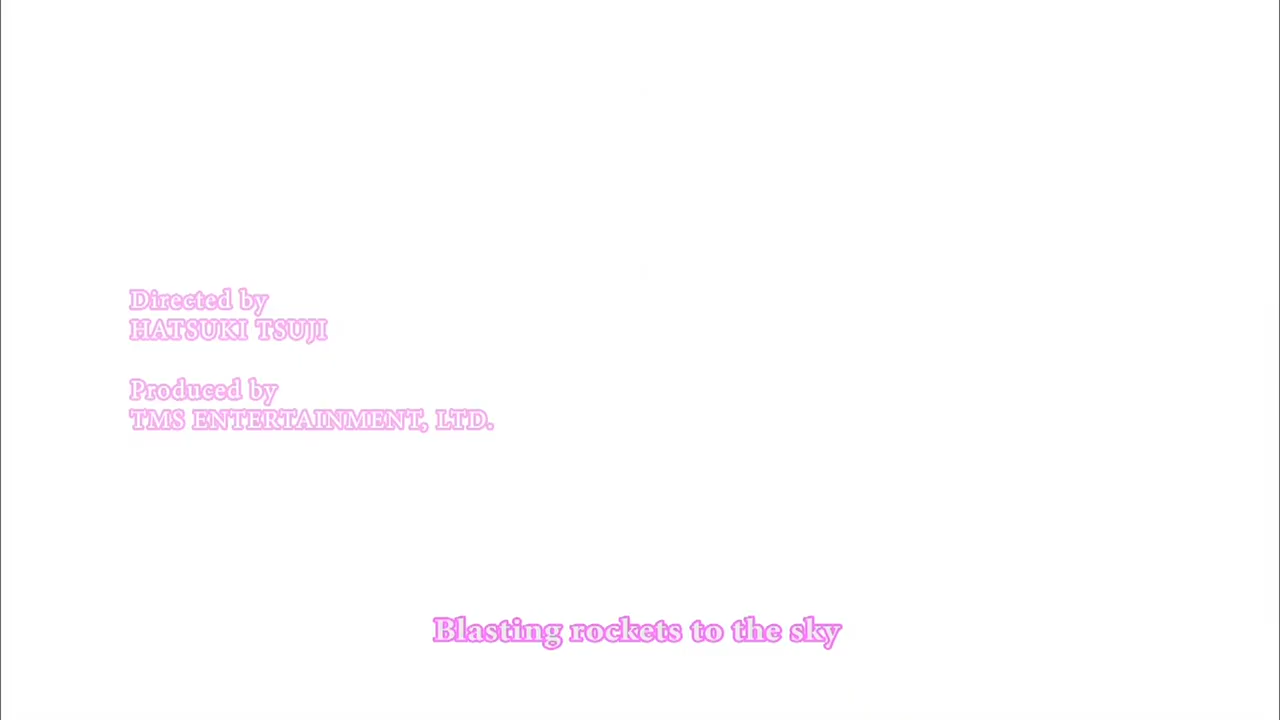 Directed by
HATSUKI TSUJI
Produced by
TMS ENTERTAINMENT, LTD.
Blasting rockets to the sky